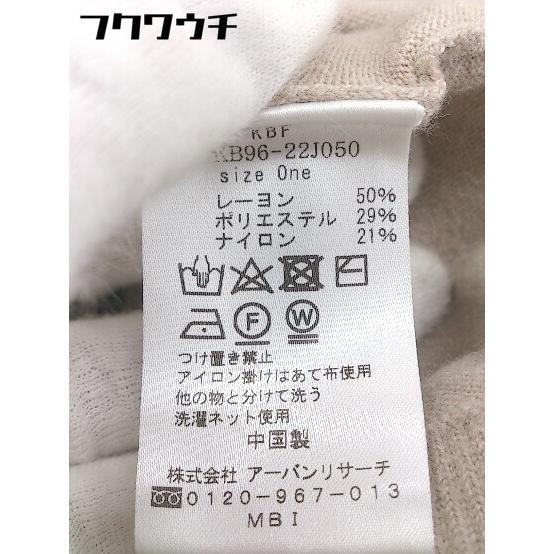 フクワウチ
KBF
KB96-22J050
size One
レーヨン 50%
ポリエステル 29%
ナイロン 21%
F W
つけ置き禁止
アイロン掛けはあて布使用
他の物と分けて洗う
洗濯ネット使用
中国製
株式会社 アーバンリサーチ
0120-967-013
MBI